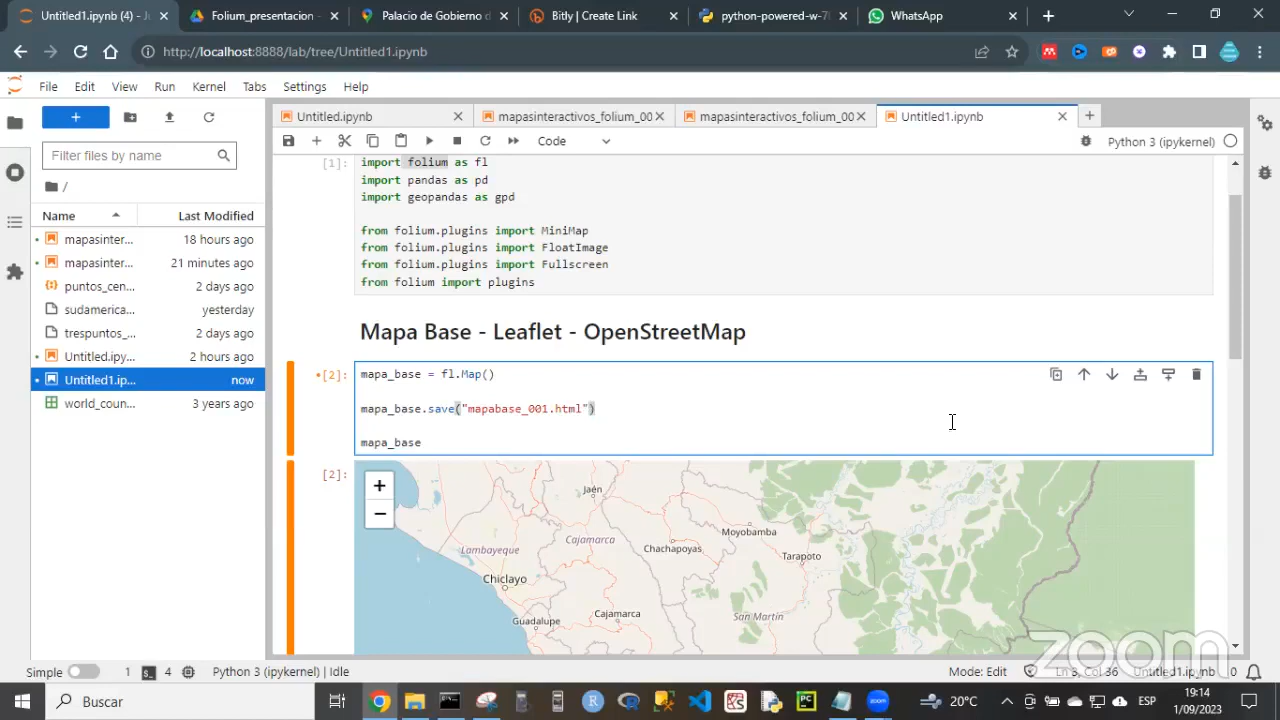 Untitled1.ipynb (4) - Ju
Folium_presentacion -
Palacio de Gobierno d
Bitly | Create Link
python-powered-w-70
WhatsApp
http://localhost:8888/lab/tree/Untitled1.ipynb
File Edit View Run Kernel Tabs Settings Help
Untitled.ipynb
mapasinteractivos_folium_00
mapasinteractivos_folium_00
Untitled1.ipynb
Filter files by name
Code
Python 3 (ipykernel)
/
Name Last Modified
mapasinter... 18 hours ago
mapasinter... 21 minutes ago
puntos_cen... 2 days ago
sudamerica... yesterday
trespuntos_... 2 days ago
Untitled.ipy... 2 hours ago
Untitled1.ip... now
world_coun... 3 years ago
[1]: import folium as fl
import pandas as pd
import geopandas as gpd
from folium.plugins import MiniMap
from folium.plugins import FloatImage
from folium.plugins import Fullscreen
from folium import plugins
Mapa Base - Leaflet - OpenStreetMap
[2]: mapa_base = fl.Map()
mapa_base.save("mapabase_001.html")
mapa_base
[2]:
+
−
Jaén
Lambayeque
Cajamarca
Chachapoyas
Moyobamba
Tarapoto
Chiclayo
Guadalupe
Cajamarca
San Martín
zoom
Simple 1 4 Python 3 (ipykernel) | Idle Mode: Edit Ln 3, Col 36 Untitled1.ipynb 0
Buscar
20°C
ESP
19:14
1/09/2023